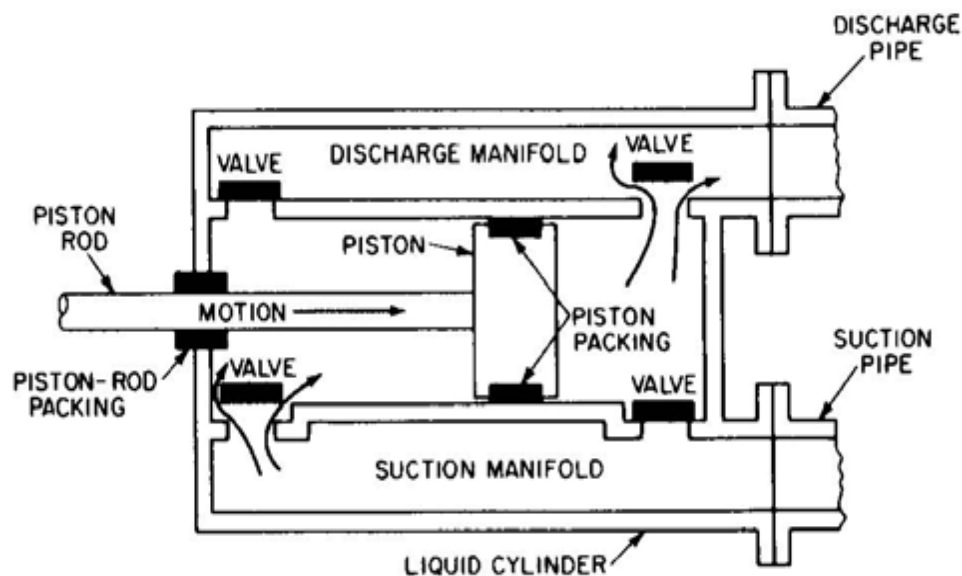 DISCHARGE
PIPE
VALVE
DISCHARGE MANIFOLD
VALVE
PISTON
ROD
PISTON
MOTION
PISTON
PACKING
SUCTION
PIPE
PISTON-ROD
PACKING
VALVE
VALVE
SUCTION MANIFOLD
LIQUID CYLINDER